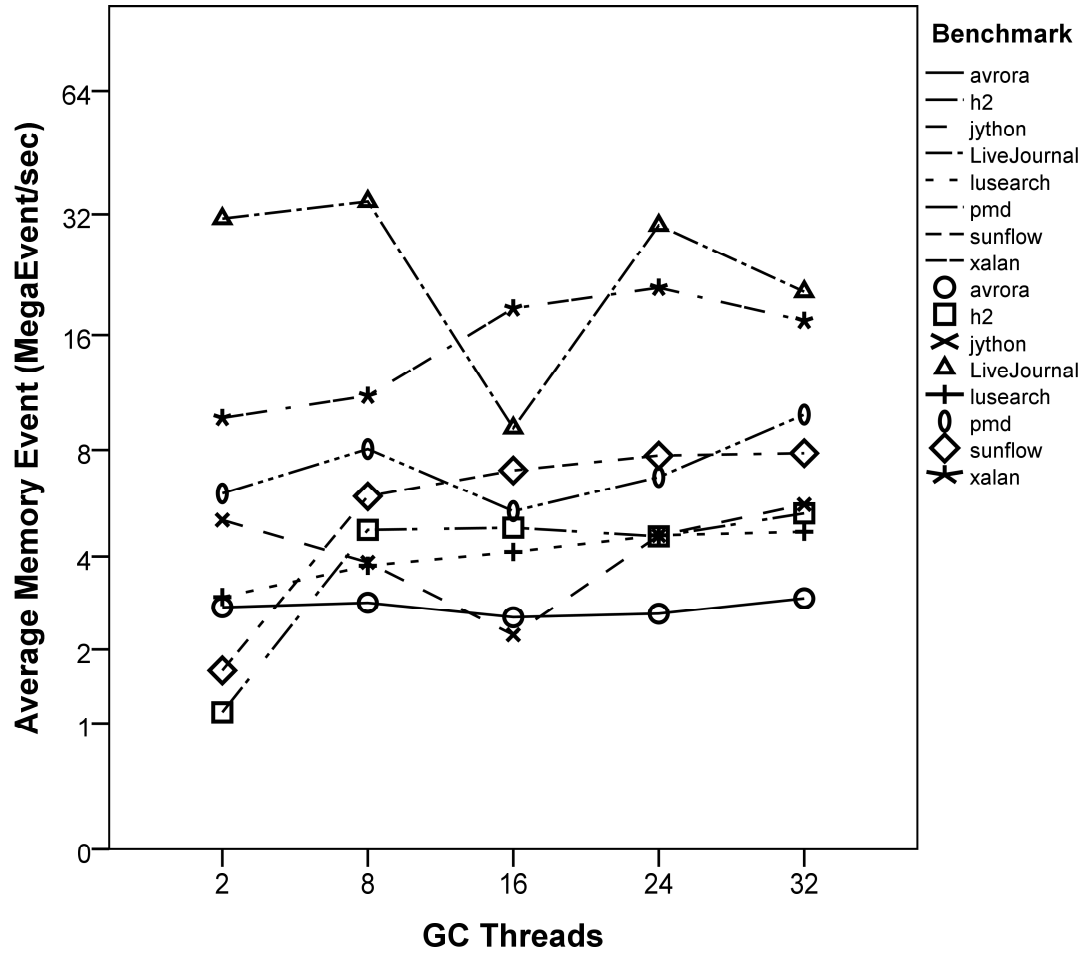 Average Memory Event (MegaEvent/sec)
64
32
16
8
4
2
1
0
2 8 16 24 32
GC Threads
Benchmark
avrora
h2
jython
LiveJournal
lusearch
pmd
sunflow
xalan
avrora
h2
jython
LiveJournal
lusearch
pmd
sunflow
xalan